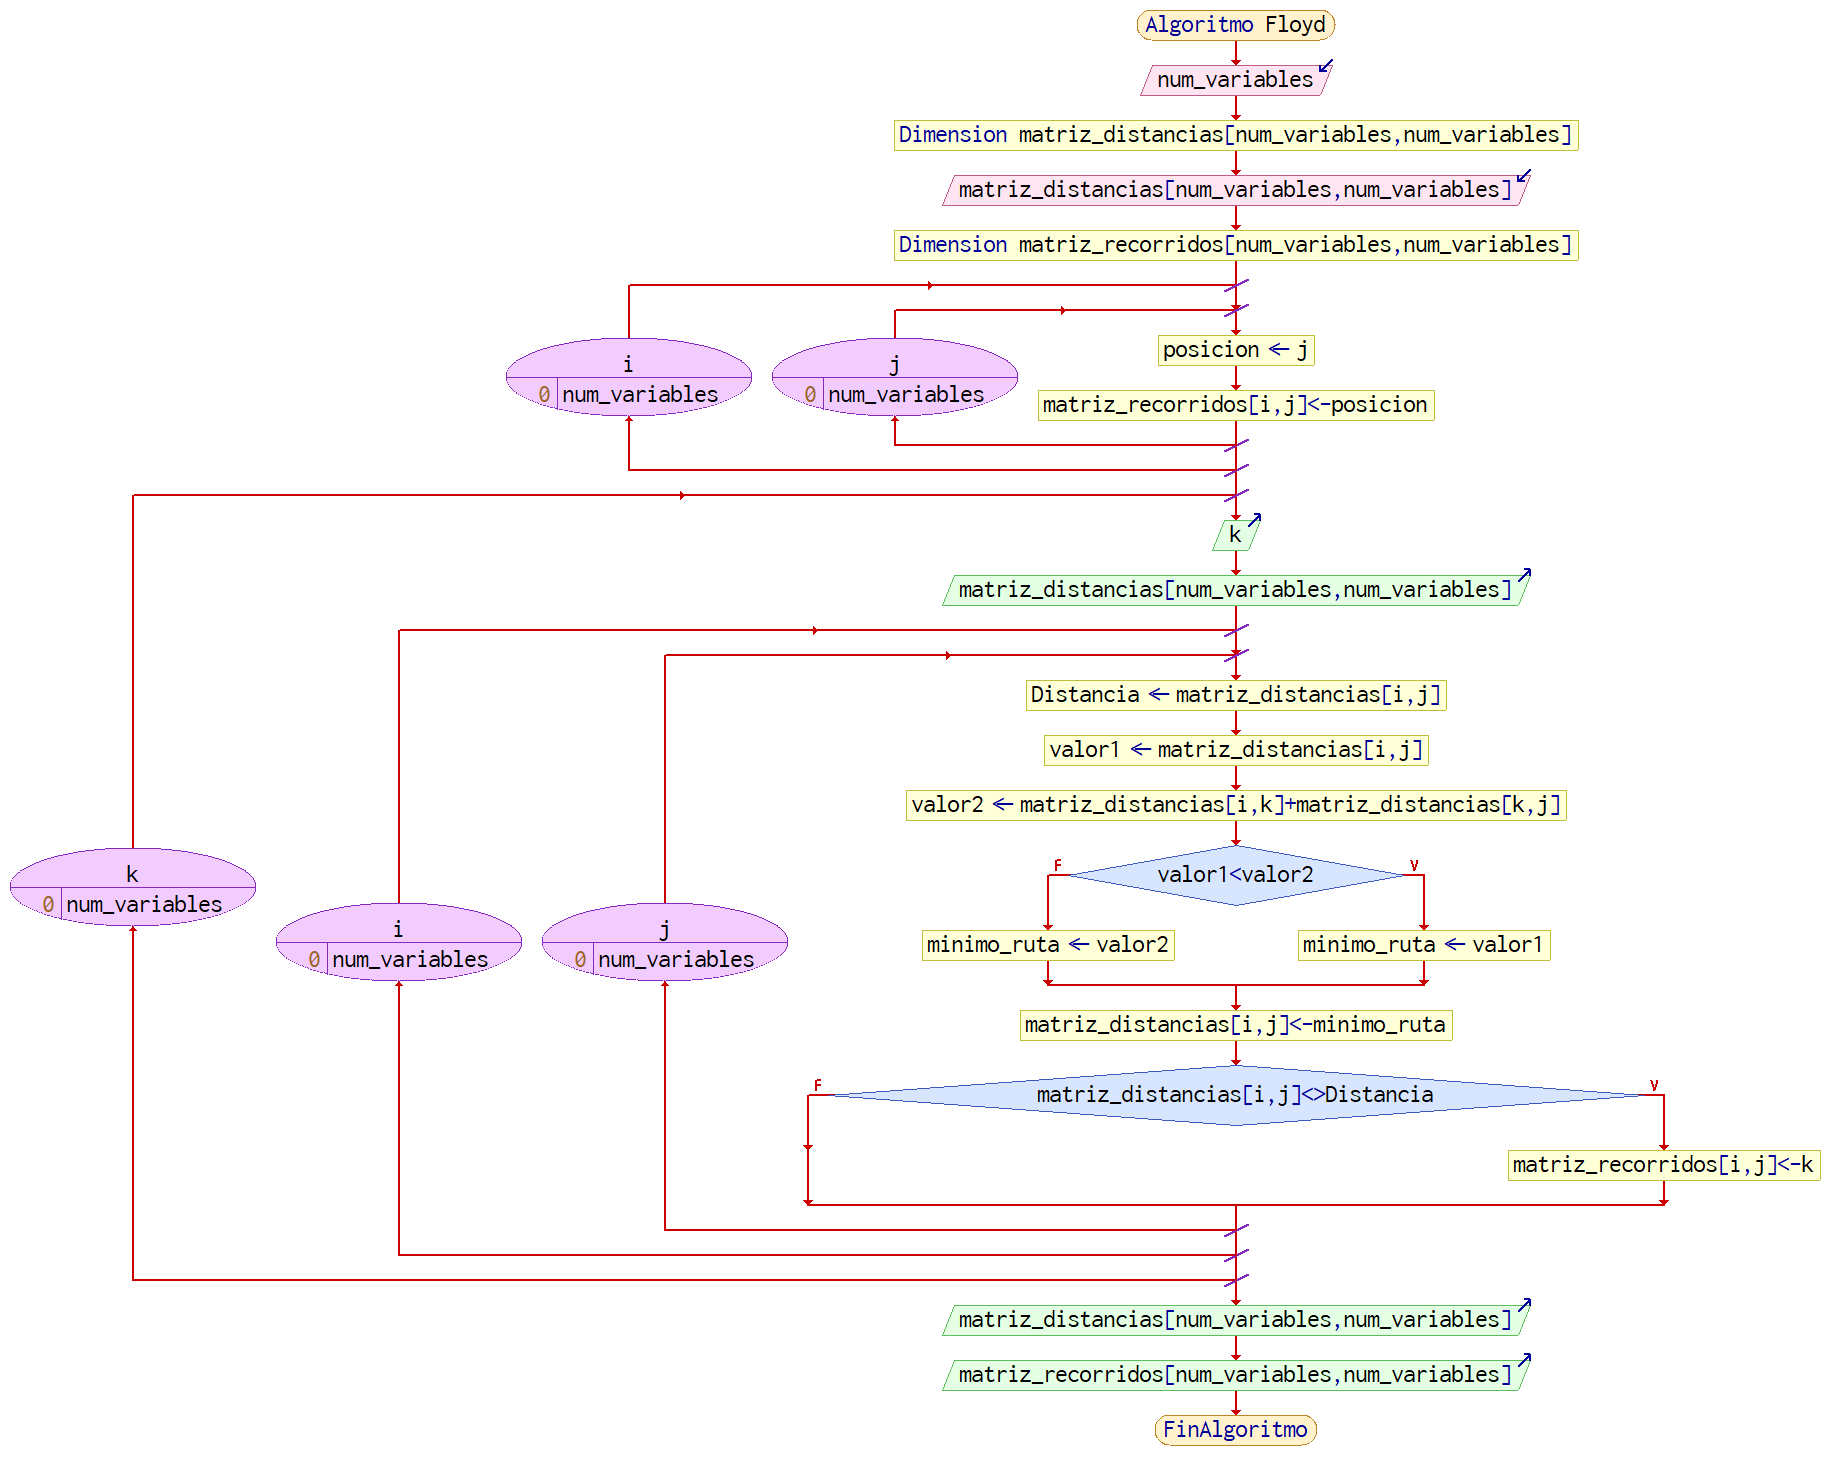 Algoritmo Floyd
num_variables
Dimension matriz_distancias[num_variables,num_variables]
matriz_distancias[num_variables,num_variables]
Dimension matriz_recorridos[num_variables,num_variables]
i
0 num_variables
j
0 num_variables
posicion ← j
matriz_recorridos[i,j]<-posicion
k
matriz_distancias[num_variables,num_variables]
Distancia ← matriz_distancias[i,j]
valor1 ← matriz_distancias[i,j]
valor2 ← matriz_distancias[i,k]+matriz_distancias[k,j]
k
0 num_variables
i
0 num_variables
j
0 num_variables
F
valor1<valor2
V
minimo_ruta ← valor2
minimo_ruta ← valor1
matriz_distancias[i,j]<-minimo_ruta
F
matriz_distancias[i,j]<>Distancia
V
matriz_recorridos[i,j]<-k
matriz_distancias[num_variables,num_variables]
matriz_recorridos[num_variables,num_variables]
FinAlgoritmo